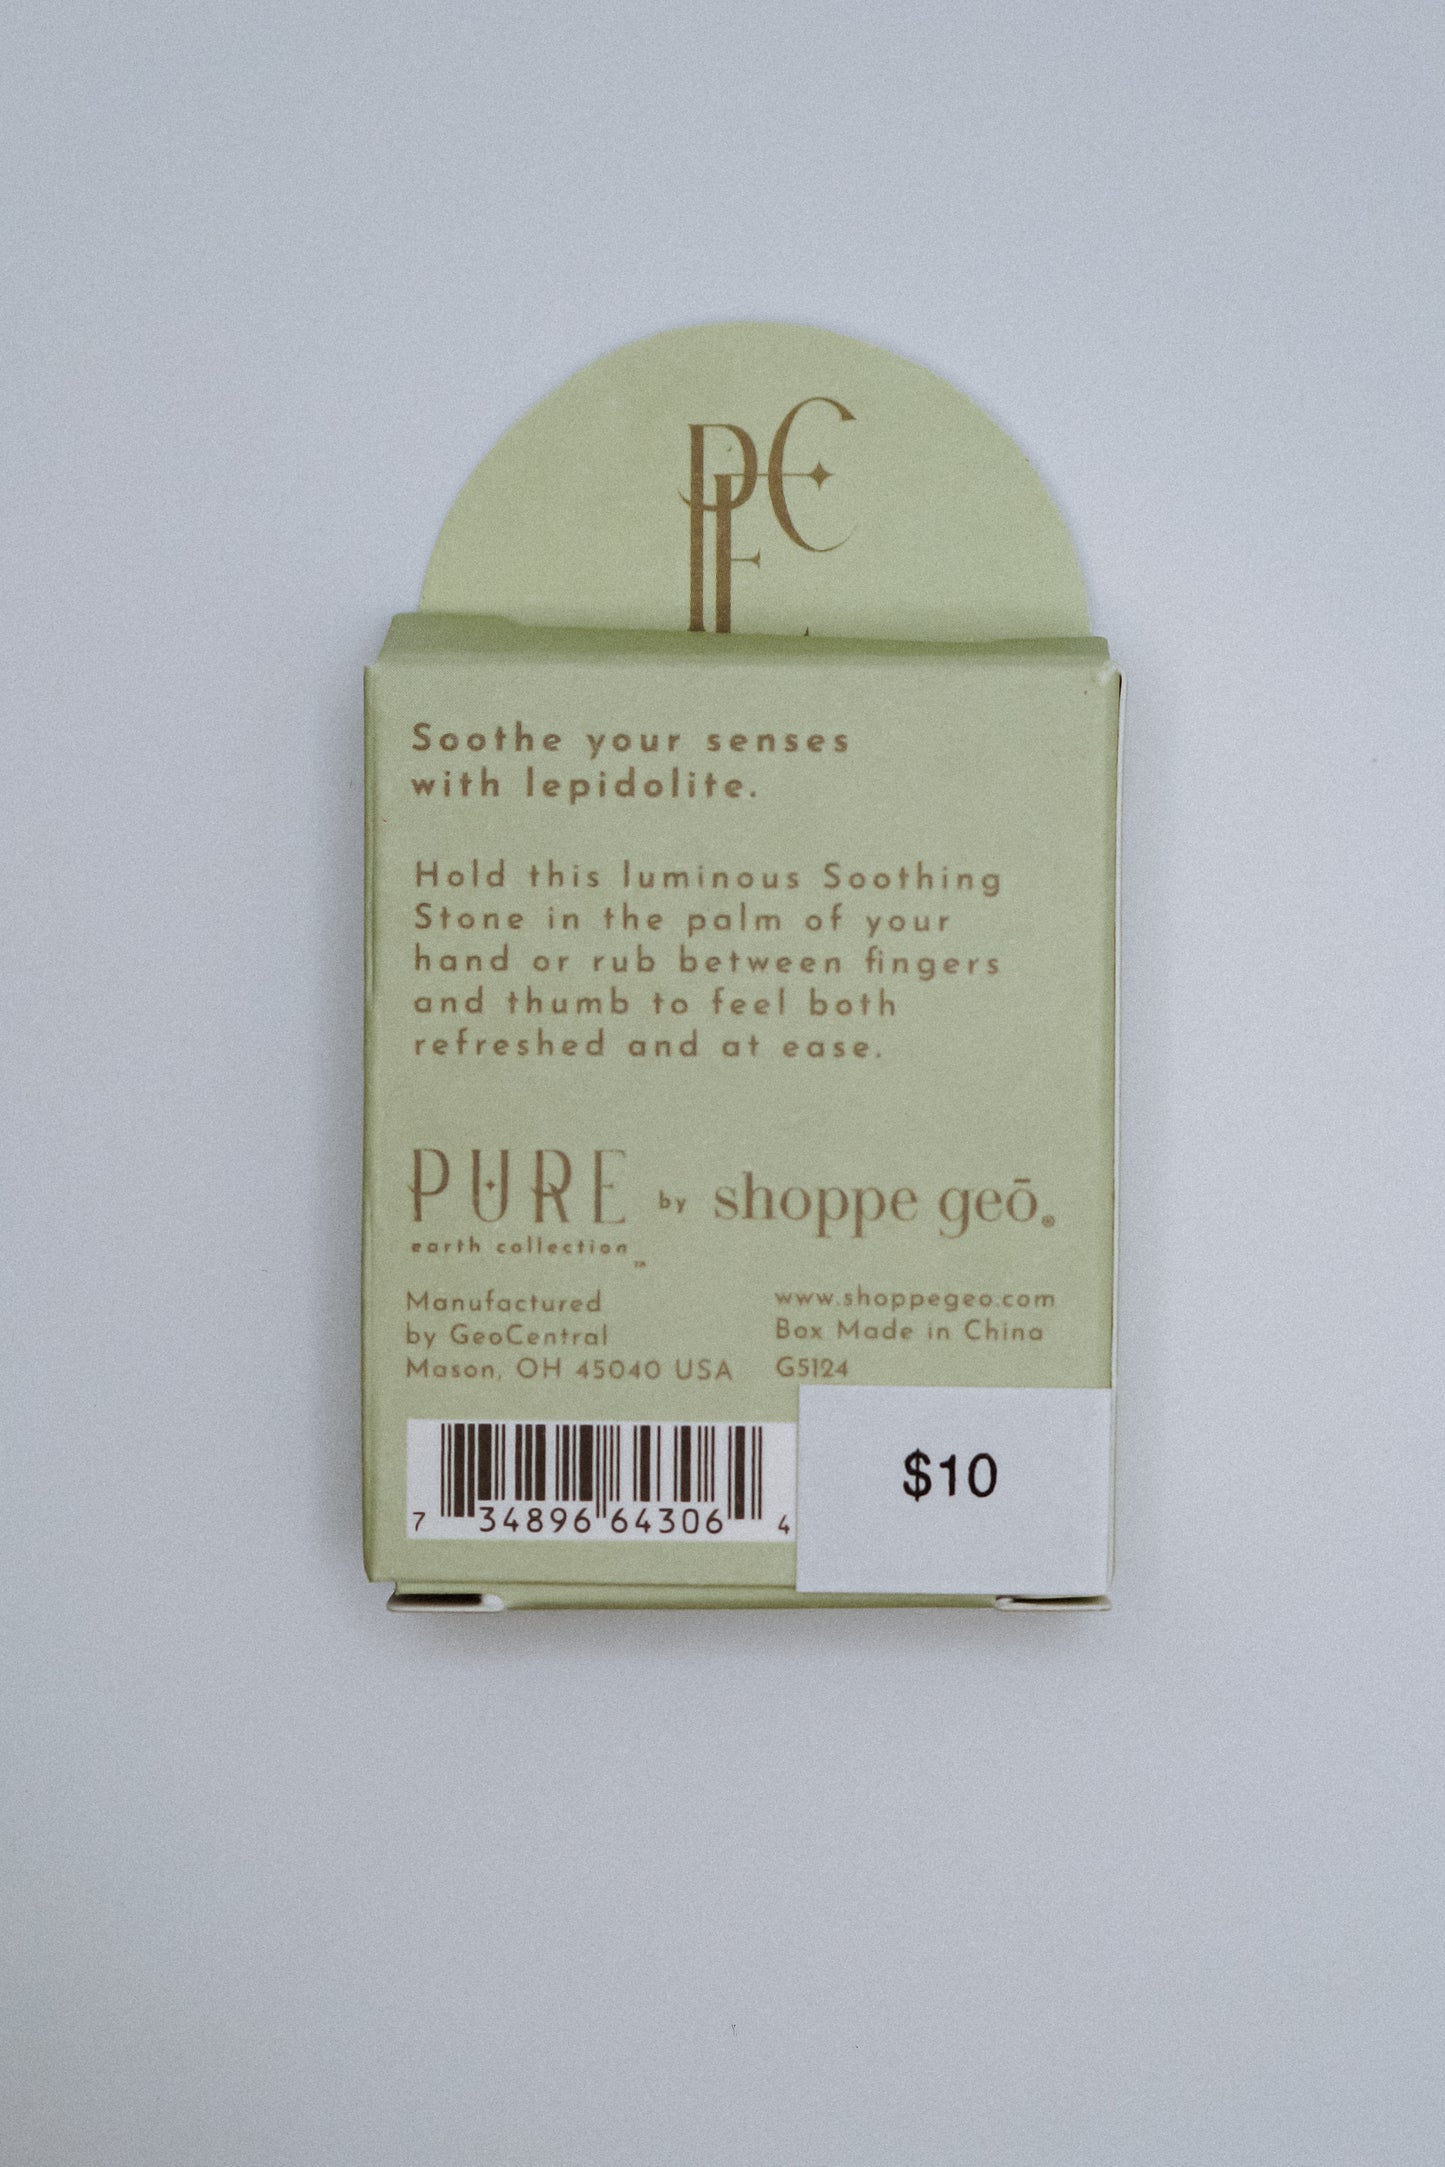 Soothe your senses
with lepidolite.
Hold this luminous Soothing
Stone in the palm of your
hand or rub between fingers
and thumb to feel both
refreshed and at ease.
PURE by shoppe geō®
earth collection™
Manufactured
by GeoCentral
Mason, OH 45040 USA
www.shoppegeo.com
Box Made in China
G5124
7 34896 64306 4
$10